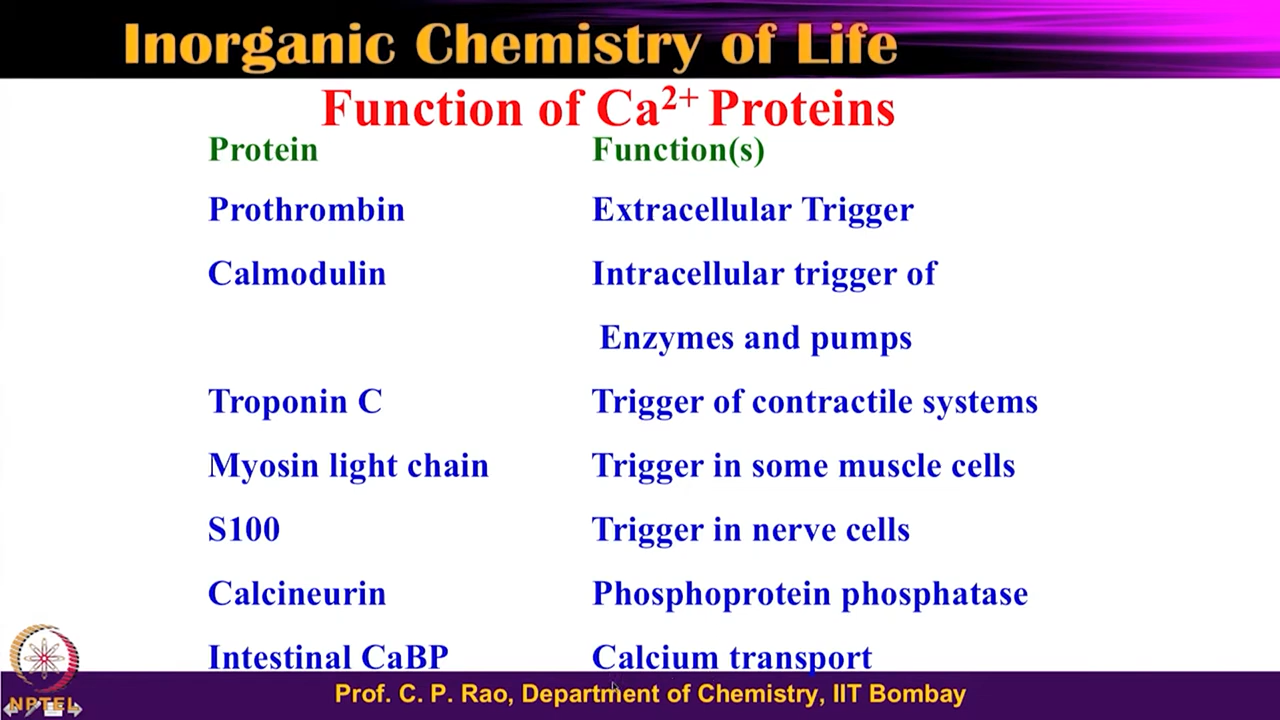 Inorganic Chemistry of Life
Function of Ca²⁺ Proteins
Protein Function(s)
Prothrombin Extracellular Trigger
Calmodulin Intracellular trigger of
Enzymes and pumps
Troponin C Trigger of contractile systems
Myosin light chain Trigger in some muscle cells
S100 Trigger in nerve cells
Calcineurin Phosphoprotein phosphatase
Intestinal CaBP Calcium transport
Prof. C. P. Rao, Department of Chemistry, IIT Bombay
NPTEL